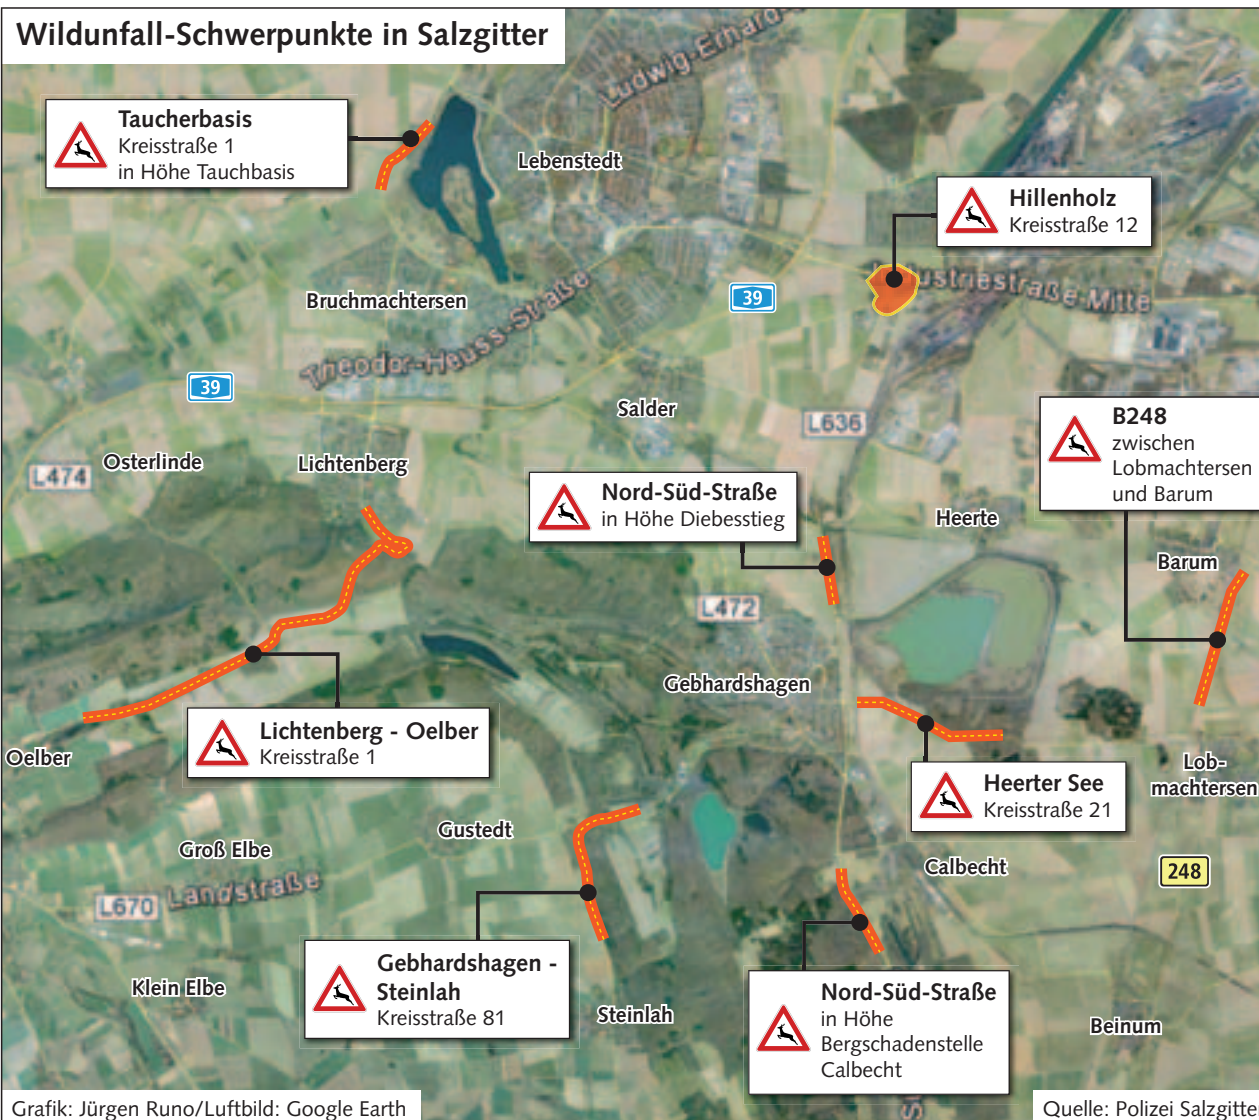 Wildunfall-Schwerpunkte in Salzgitter
Ludwig-Erhard-
Taucherbasis
Kreisstraße 1
in Höhe Tauchbasis
Lebenstedt
Hillenholz
Kreisstraße 12
Bruchmachtersen
39
ustriestraße-Mitte
Theodor-Heuss-Straße
39
Salder
L636
B248
zwischen
Lobmachtersen
und Barum
Osterlinde
Lichtenberg
L474
Nord-Süd-Straße
in Höhe Diebesstieg
Heerte
Barum
L472
Gebhardshagen
Lichtenberg - Oelber
Kreisstraße 1
Oelber
Heerter See
Kreisstraße 21
Lob-
machtersen
Gustedt
Groß Elbe
Calbecht
248
L670
Landstraße
Gebhardshagen -
Steinlah
Kreisstraße 81
Klein Elbe
Steinlah
Nord-Süd-Straße
in Höhe
Bergschadenstelle
Calbecht
Beinum
Grafik: Jürgen Runo/Luftbild: Google Earth
Quelle: Polizei Salzgitte